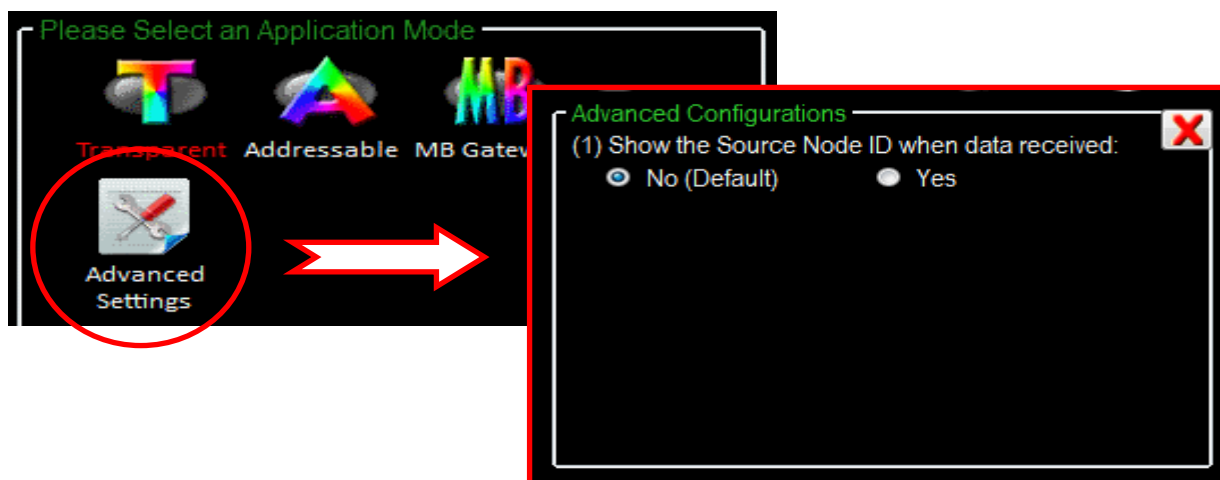 Please Select an Application Mode
T A MB
Transparent Addressable MB
Advanced
Settings
Advanced Configurations
(1) Show the Source Node ID when data received:
No (Default) Yes